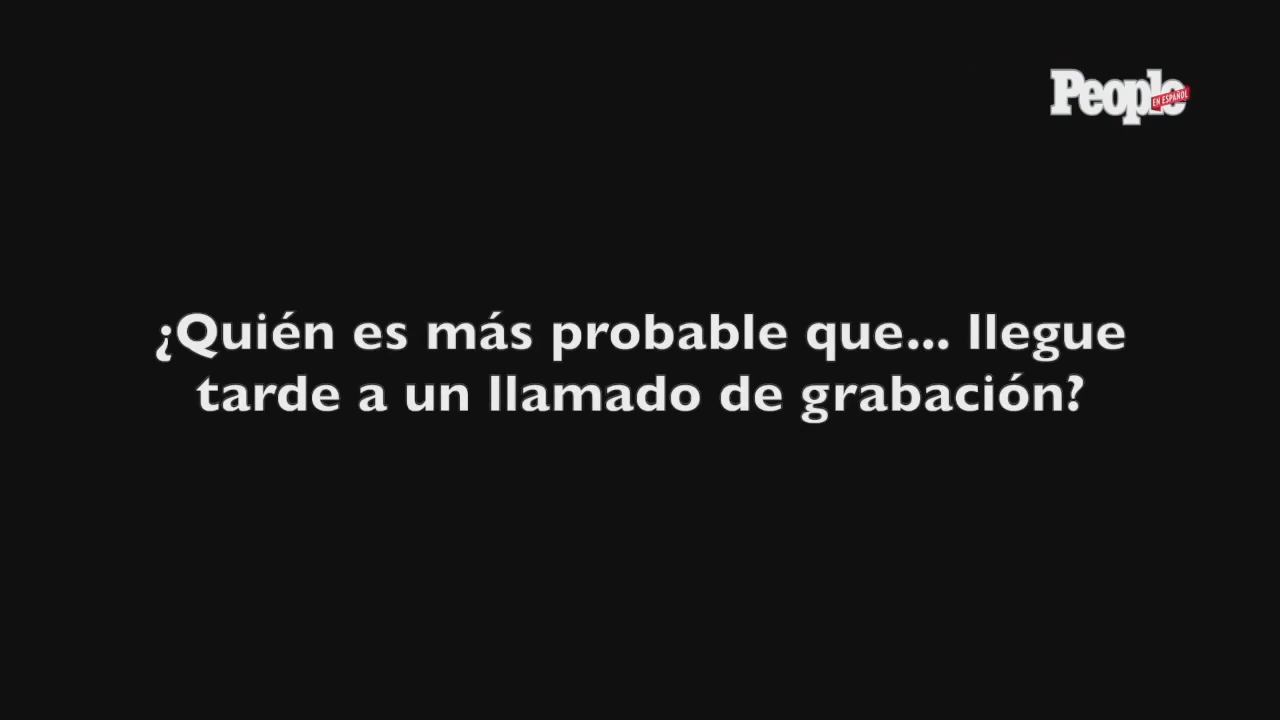 People
EN ESPAÑOL
¿Quién es más probable que... llegue
tarde a un llamado de grabación?